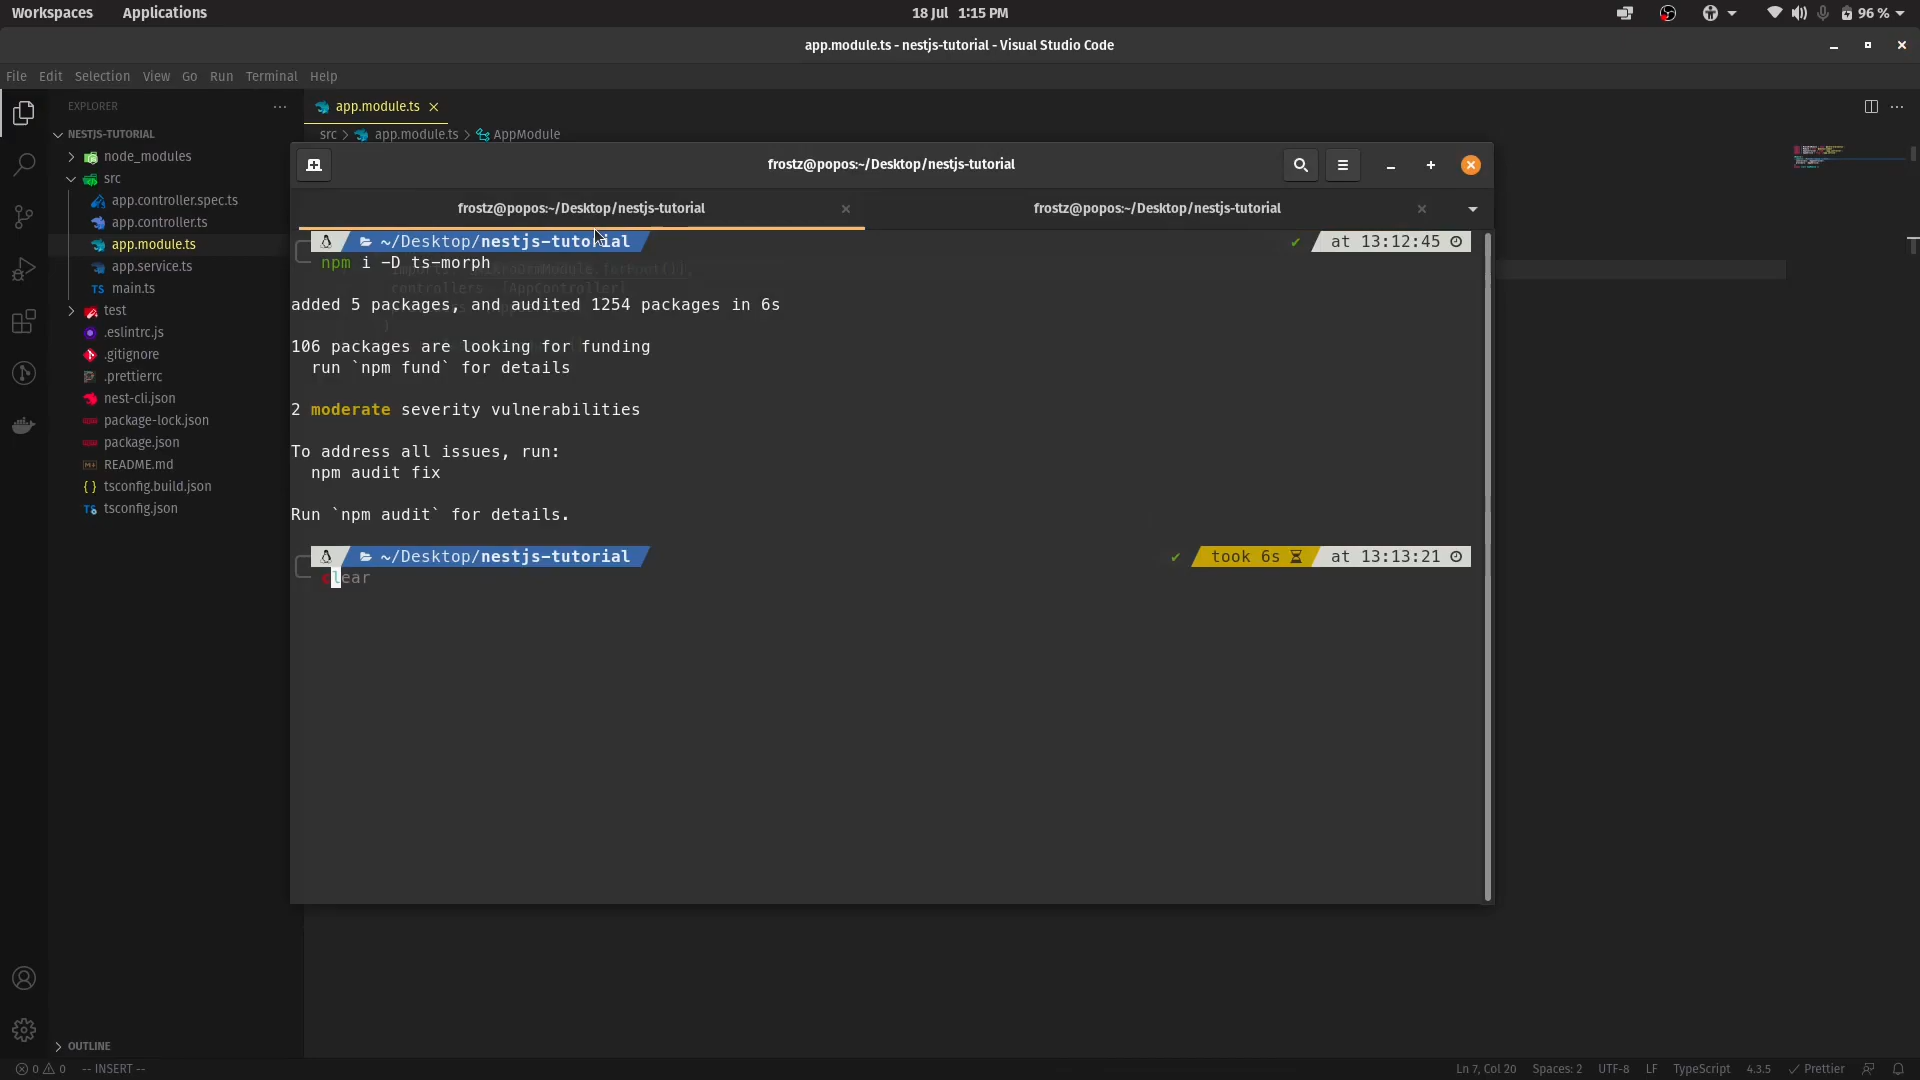 Workspaces Applications 18 Jul 1:15 PM 96 %
app.module.ts - nestjs-tutorial - Visual Studio Code
File Edit Selection View Go Run Terminal Help
EXPLORER
app.module.ts
NESTJS-TUTORIAL
src > app.module.ts > AppModule
node_modules
src
app.controller.spec.ts
app.controller.ts
app.module.ts
app.service.ts
main.ts
test
.eslintrc.js
.gitignore
.prettierrc
nest-cli.json
package-lock.json
package.json
README.md
tsconfig.build.json
tsconfig.json
OUTLINE
frostz@popos:~/Desktop/nestjs-tutorial
frostz@popos:~/Desktop/nestjs-tutorial frostz@popos:~/Desktop/nestjs-tutorial
~/Desktop/nestjs-tutorial at 13:12:45
npm i -D ts-morph
added 5 packages, and audited 1254 packages in 6s
106 packages are looking for funding
run `npm fund` for details
2 moderate severity vulnerabilities
To address all issues, run:
npm audit fix
Run `npm audit` for details.
~/Desktop/nestjs-tutorial took 6s at 13:13:21
clear
0 0 -- INSERT -- Ln 7, Col 20 Spaces: 2 UTF-8 LF TypeScript 4.3.5 Prettier